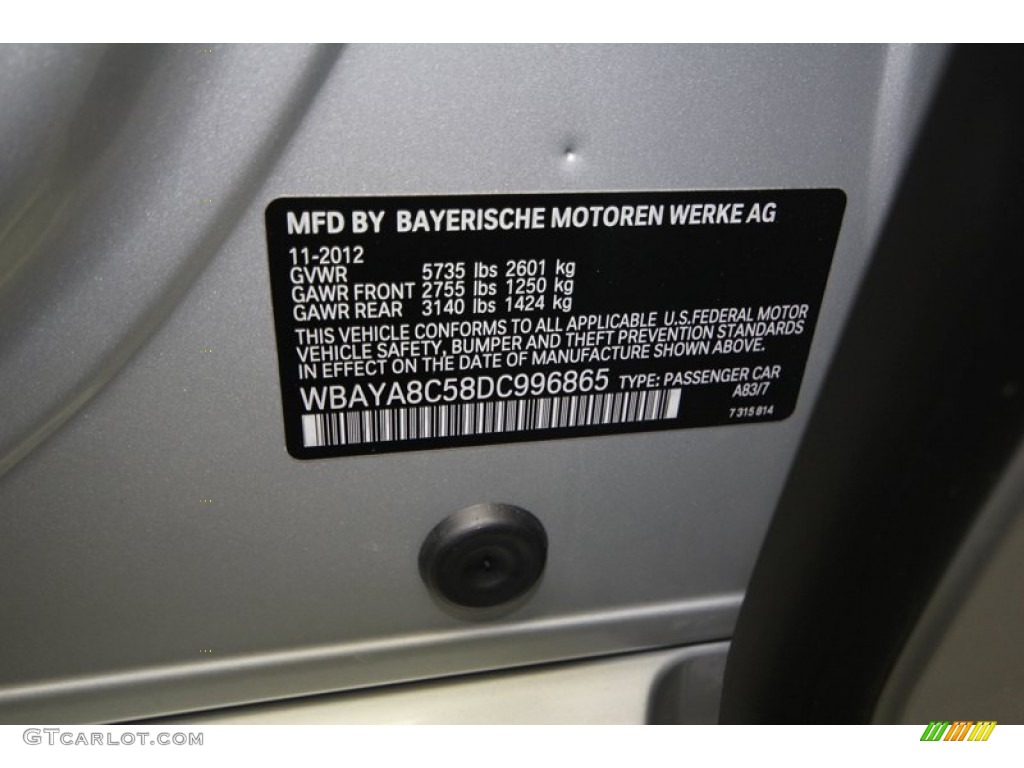 MFD BY BAYERISCHE MOTOREN WERKE AG
11-2012
GVWR 5735 lbs 2601 kg
GAWR FRONT 2755 lbs 1250 kg
GAWR REAR 3140 lbs 1424 kg
THIS VEHICLE CONFORMS TO ALL APPLICABLE U.S.FEDERAL MOTOR
VEHICLE SAFETY, BUMPER AND THEFT PREVENTION STANDARDS
IN EFFECT ON THE DATE OF MANUFACTURE SHOWN ABOVE.
WBAYA8C58DC996865 TYPE: PASSENGER CAR
A83/7
7 315 814
GTCarLot.com